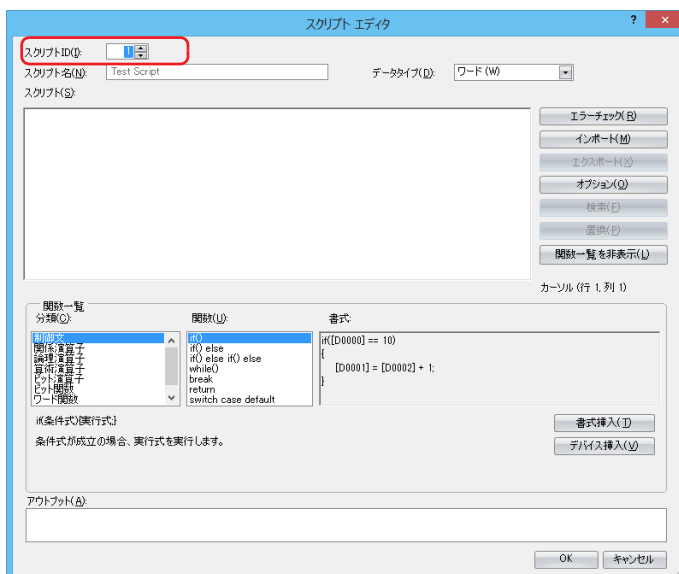 スクリプト エディタ
? ×
スクリプトID(I): 1
スクリプト名(N): Test Script
データタイプ(D): ワード (W)
スクリプト(S):
エラーチェック(R)
インポート(M)
エクスポート(X)
オプション(O)
検索(F)
置換(P)
関数一覧を非表示(L)
カーソル (行 1, 列 1)
関数一覧
分類(C): 関数(U): 書式:
制御文
関係演算子
論理演算子
算術演算子
ビット演算子
ビット関数
ワード関数
if()
if() else
if() else if() else
while()
break
return
switch case default
if([D0000] == 10)
{
[D0001] = [D0002] + 1;
}
if(条件式){実行式;}
条件式が成立の場合、実行式を実行します。
書式挿入(T)
デバイス挿入(V)
アウトプット(A):
OK キャンセル